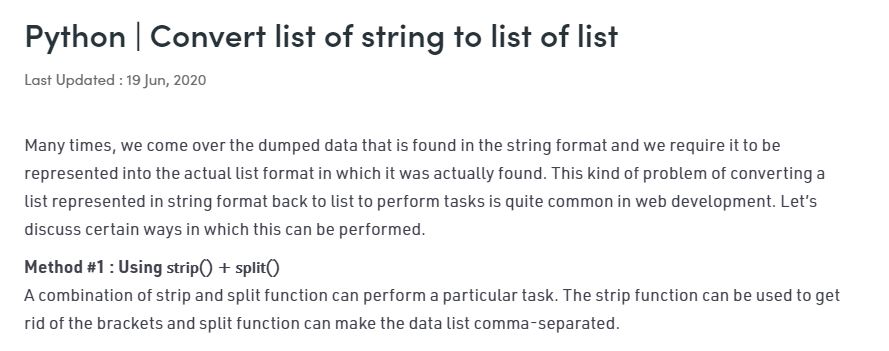 Python | Convert list of string to list of list
Last Updated : 19 Jun, 2020
Many times, we come over the dumped data that is found in the string format and we require it to be
represented into the actual list format in which it was actually found. This kind of problem of converting a
list represented in string format back to list to perform tasks is quite common in web development. Let’s
discuss certain ways in which this can be performed.
Method #1 : Using strip() + split()
A combination of strip and split function can perform a particular task. The strip function can be used to get
rid of the brackets and split function can make the data list comma-separated.